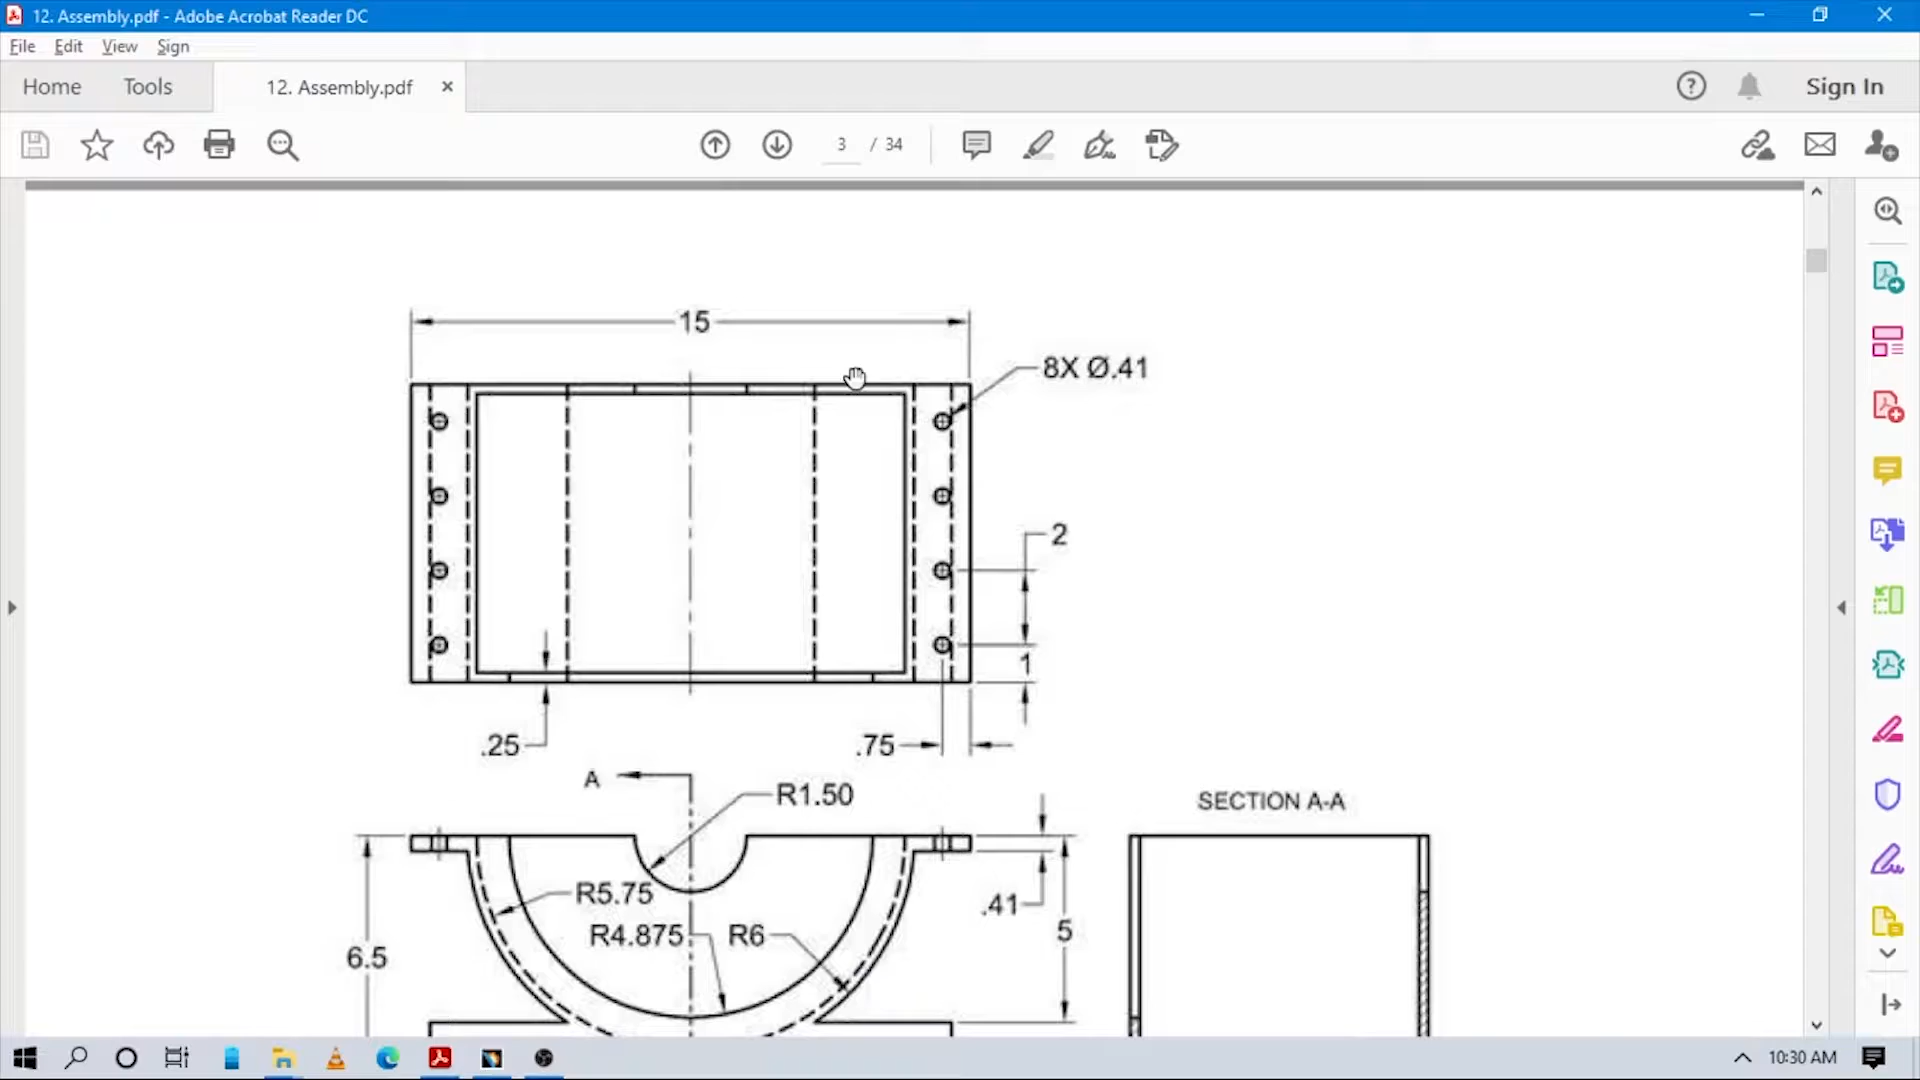 12. Assembly.pdf - Adobe Acrobat Reader DC
File Edit View Sign
Home Tools 12. Assembly.pdf × Sign In
3 / 34
15
8X Ø.41
2
1
.25
.75
A
R1.50
SECTION A-A
R5.75
.41
R4.875 R6
5
6.5
10:30 AM